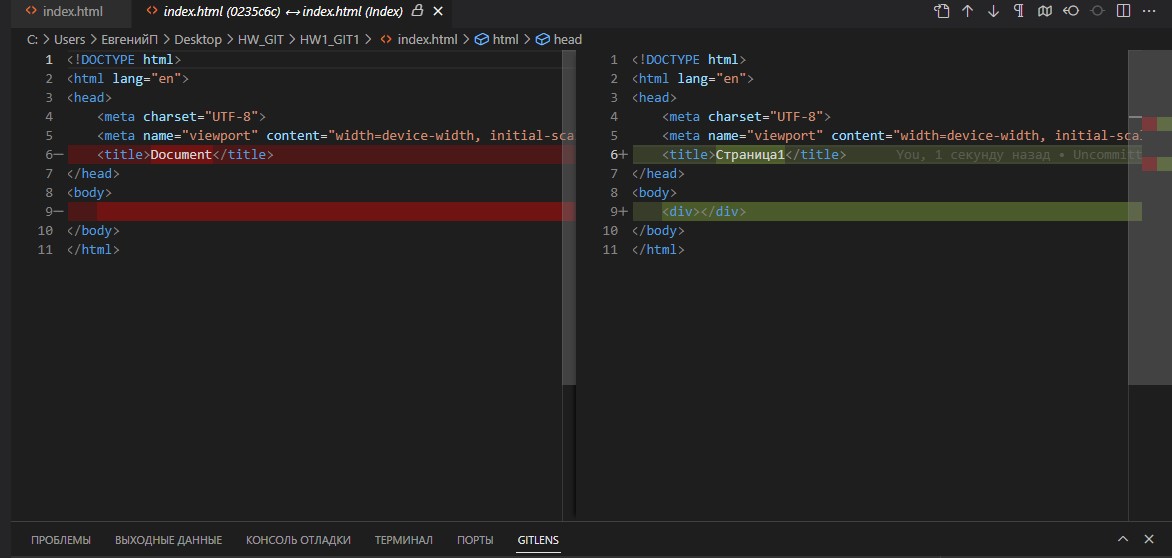 index.html
index.html (0235c6c) ↔ index.html (Index)
C: > Users > ЕвгенийП > Desktop > HW_GIT > HW1_GIT1 > index.html > html > head
1 <!DOCTYPE html>
2 <html lang="en">
3 <head>
4 <meta charset="UTF-8">
5 <meta name="viewport" content="width=device-width, initial-sca
6− <title>Document</title>
7 </head>
8 <body>
9−
10 </body>
11 </html>
1 <!DOCTYPE html>
2 <html lang="en">
3 <head>
4 <meta charset="UTF-8">
5 <meta name="viewport" content="width=device-width, initial-sca
6+ <title>Страница1</title> You, 1 секунду назад • Uncommitt
7 </head>
8 <body>
9+ <div></div>
10 </body>
11 </html>
ПРОБЛЕМЫ ВЫХОДНЫЕ ДАННЫЕ КОНСОЛЬ ОТЛАДКИ ТЕРМИНАЛ ПОРТЫ GITLENS